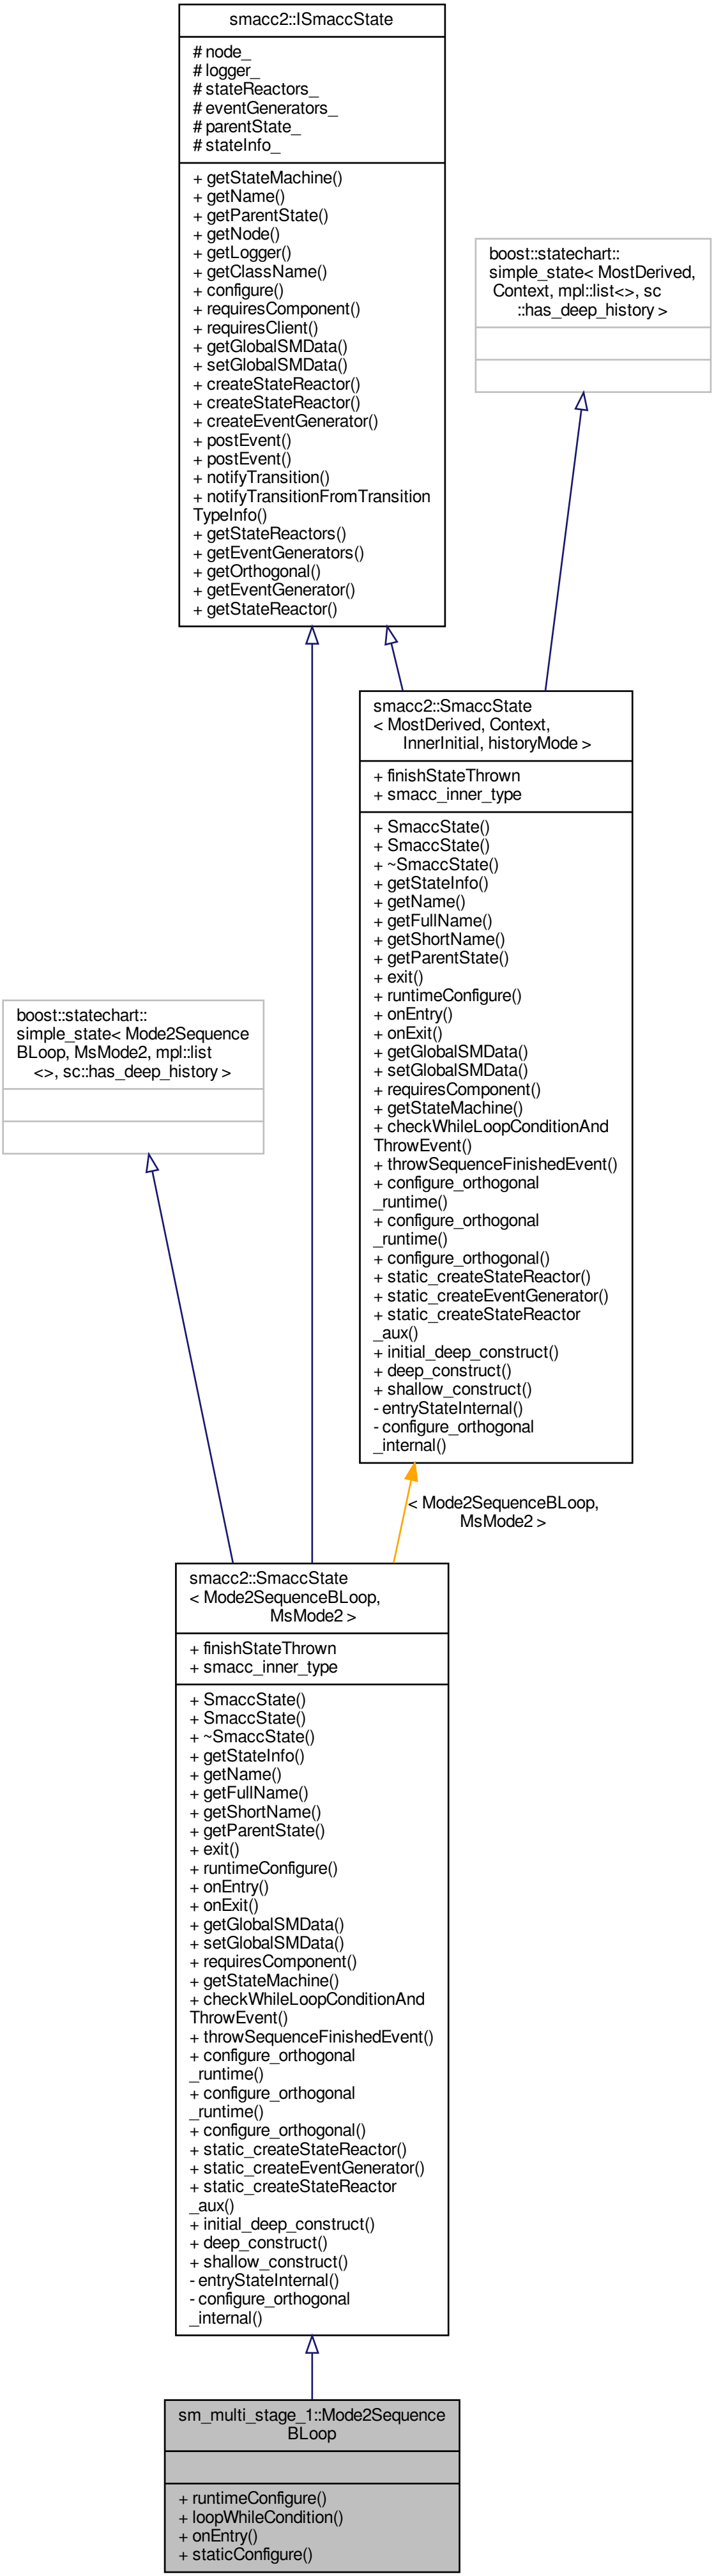 smacc2::ISmaccState
# node_
# logger_
# stateReactors_
# eventGenerators_
# parentState_
# stateInfo_
+ getStateMachine()
+ getName()
+ getParentState()
+ getNode()
+ getLogger()
+ getClassName()
+ configure()
+ requiresComponent()
+ requiresClient()
+ getGlobalSMData()
+ setGlobalSMData()
+ createStateReactor()
+ createStateReactor()
+ createEventGenerator()
+ postEvent()
+ postEvent()
+ notifyTransition()
+ notifyTransitionFromTransition
TypeInfo()
+ getStateReactors()
+ getEventGenerators()
+ getOrthogonal()
+ getEventGenerator()
+ getStateReactor()
boost::statechart::
simple_state< MostDerived,
Context, mpl::list<>, sc
::has_deep_history >
smacc2::SmaccState
< MostDerived, Context,
InnerInitial, historyMode >
+ finishStateThrown
+ smacc_inner_type
+ SmaccState()
+ SmaccState()
+ ~SmaccState()
+ getStateInfo()
+ getName()
+ getFullName()
+ getShortName()
+ getParentState()
+ exit()
+ runtimeConfigure()
+ onEntry()
+ onExit()
+ getGlobalSMData()
+ setGlobalSMData()
+ requiresComponent()
+ getStateMachine()
+ checkWhileLoopConditionAnd
ThrowEvent()
+ throwSequenceFinishedEvent()
+ configure_orthogonal
_runtime()
+ configure_orthogonal
_runtime()
+ configure_orthogonal()
+ static_createStateReactor()
+ static_createEventGenerator()
+ static_createStateReactor
_aux()
+ initial_deep_construct()
+ deep_construct()
+ shallow_construct()
- entryStateInternal()
- configure_orthogonal
_internal()
boost::statechart::
simple_state< Mode2Sequence
BLoop, MsMode2, mpl::list
<>, sc::has_deep_history >
< Mode2SequenceBLoop,
MsMode2 >
smacc2::SmaccState
< Mode2SequenceBLoop,
MsMode2 >
+ finishStateThrown
+ smacc_inner_type
+ SmaccState()
+ SmaccState()
+ ~SmaccState()
+ getStateInfo()
+ getName()
+ getFullName()
+ getShortName()
+ getParentState()
+ exit()
+ runtimeConfigure()
+ onEntry()
+ onExit()
+ getGlobalSMData()
+ setGlobalSMData()
+ requiresComponent()
+ getStateMachine()
+ checkWhileLoopConditionAnd
ThrowEvent()
+ throwSequenceFinishedEvent()
+ configure_orthogonal
_runtime()
+ configure_orthogonal
_runtime()
+ configure_orthogonal()
+ static_createStateReactor()
+ static_createEventGenerator()
+ static_createStateReactor
_aux()
+ initial_deep_construct()
+ deep_construct()
+ shallow_construct()
- entryStateInternal()
- configure_orthogonal
_internal()
sm_multi_stage_1::Mode2Sequence
BLoop
+ runtimeConfigure()
+ loopWhileCondition()
+ onEntry()
+ staticConfigure()